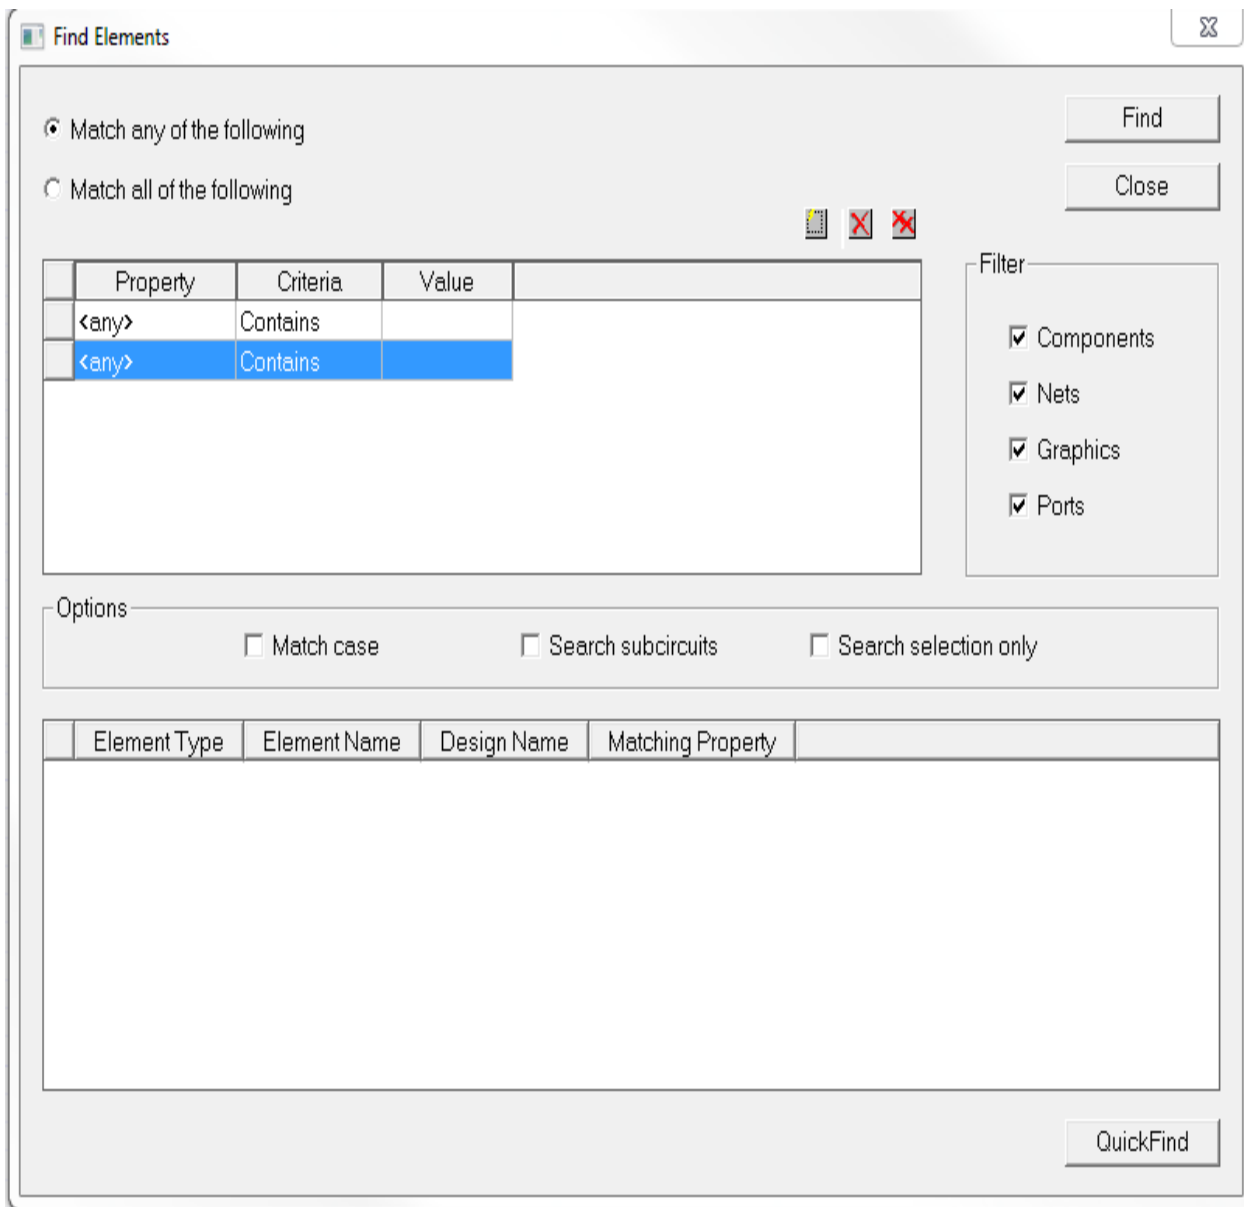 Find Elements
Match any of the following
Find
Match all of the following
Close
Property Criteria Value
<any> Contains
<any> Contains
Filter
Components
Nets
Graphics
Ports
Options
Match case Search subcircuits Search selection only
Element Type Element Name Design Name Matching Property
QuickFind